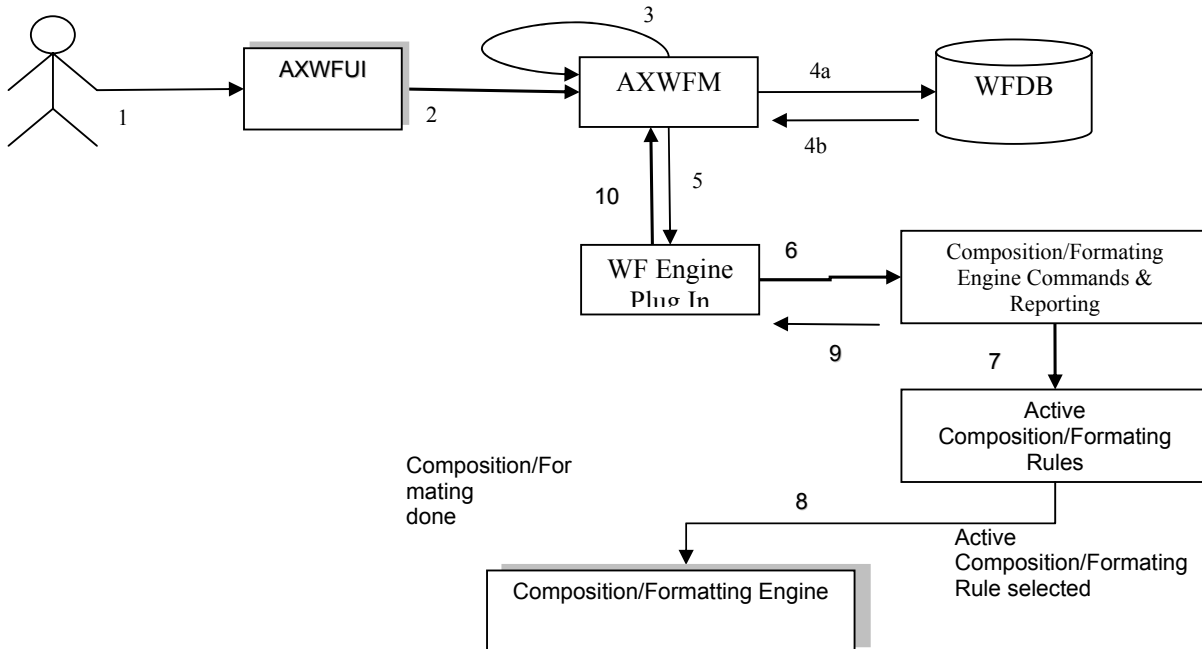 3
AXWFUI
AXWFM
4a
WFDB
1
2
4b
10
5
WF Engine
Plug In
6
Composition/Formating
Engine Commands &
Reporting
9
7
Active
Composition/Formating
Rules
Composition/For
mating
done
8
Active
Composition/Formating
Rule selected
Composition/Formatting Engine